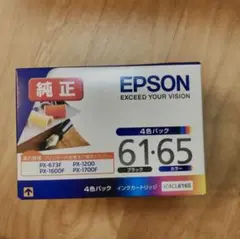 純正
EPSON
EXCEED YOUR VISION
4色パック
61・65
ブラック カラー
PX-673F PX-1200
PX-1600F PX-1700F
4色パック インクカートリッジ IC4CL6165